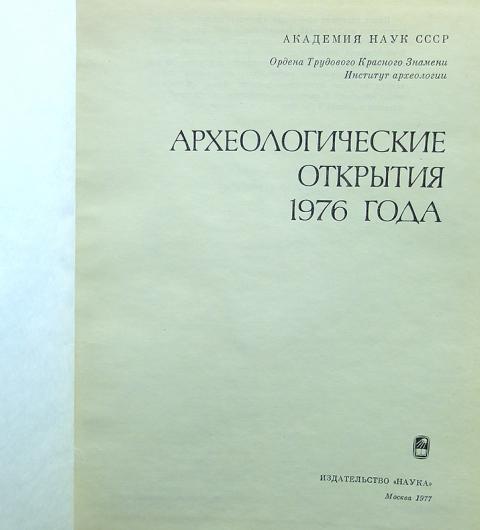 АКАДЕМИЯ НАУК СССР
Ордена Трудового Красного Знамени
Институт археологии
АРХЕОЛОГИЧЕСКИЕ
ОТКРЫТИЯ
1976 ГОДА
ИЗДАТЕЛЬСТВО «НАУКА»
Москва 1977